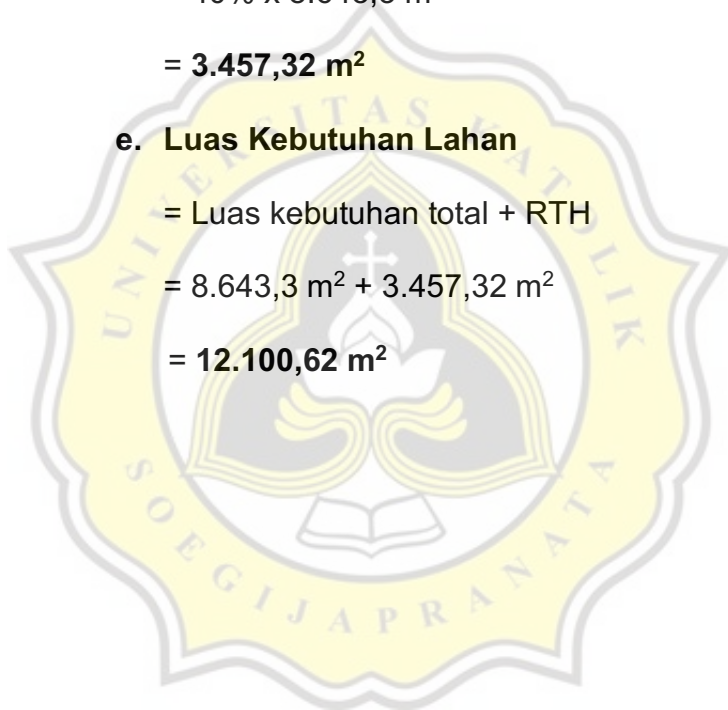 = 3.457,32 m²
e. Luas Kebutuhan Lahan
= Luas kebutuhan total + RTH
= 8.643,3 m² + 3.457,32 m²
= 12.100,62 m²
UNIVERSITAS KATOLIK
SOEGIJAPRANATA